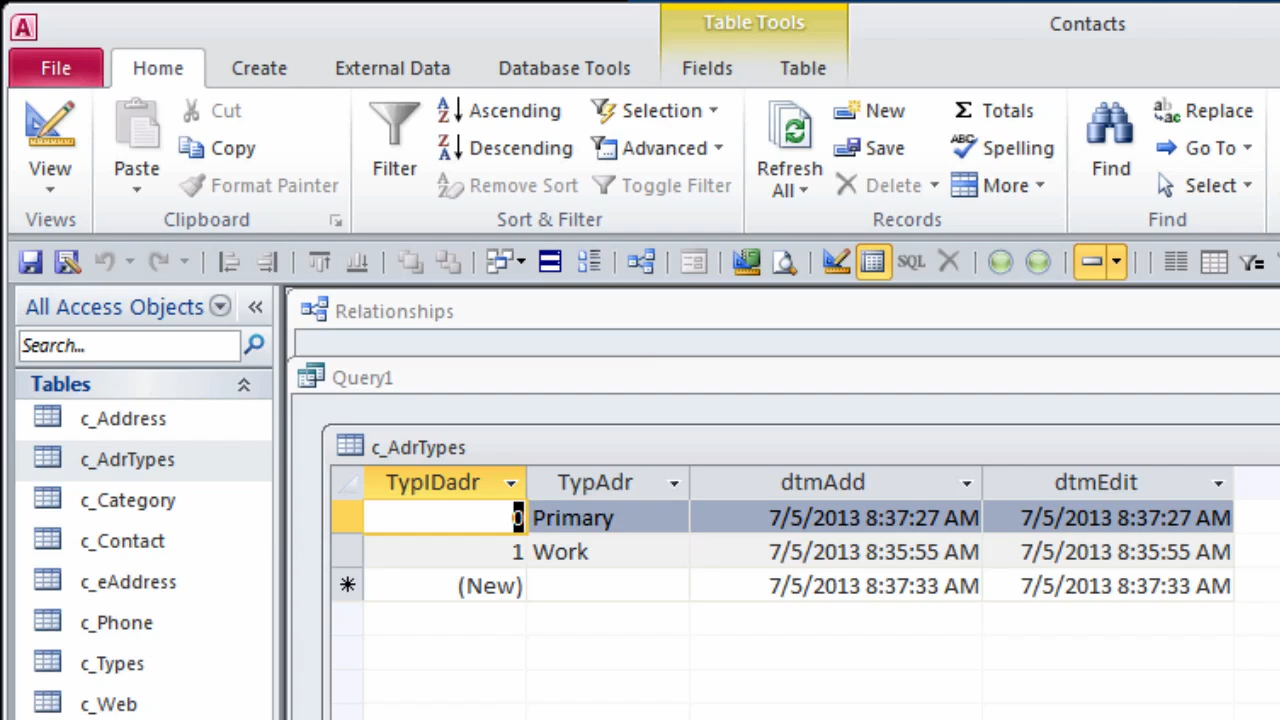 Table Tools Contacts
File Home Create External Data Database Tools Fields Table
Cut Ascending Selection New Totals Replace
Copy Descending Advanced Save Spelling Go To
View Paste Format Painter Filter Remove Sort Toggle Filter Refresh All Delete More Find Select
Views Clipboard Sort & Filter Records Find
SQL
All Access Objects «
Relationships
Search...
Query1
Tables
c_Address
c_AdrTypes
c_Category
c_Contact
c_eAddress
c_Phone
c_Types
c_Web
c_AdrTypes
TypIDadr TypAdr dtmAdd dtmEdit
0 Primary 7/5/2013 8:37:27 AM 7/5/2013 8:37:27 AM
1 Work 7/5/2013 8:35:55 AM 7/5/2013 8:35:55 AM
* (New) 7/5/2013 8:37:33 AM 7/5/2013 8:37:33 AM